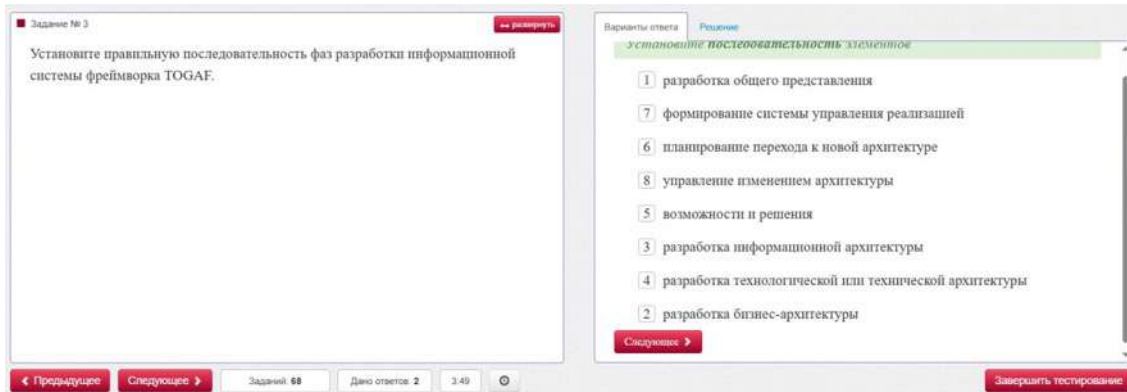 Задание № 3
развернуть
Установите правильную последовательность фаз разработки информационной
системы фреймворка TOGAF.
Предыдущее
Следующее
Заданий: 68
Дано ответов: 2
3:49
Варианты ответа
Решение
Установите последовательность элементов
1 разработка общего представления
7 формирование системы управления реализацией
6 планирование перехода к новой архитектуре
8 управление изменением архитектуры
5 возможности и решения
3 разработка информационной архитектуры
4 разработка технологической или технической архитектуры
2 разработка бизнес-архитектуры
Следующее
Завершить тестирование